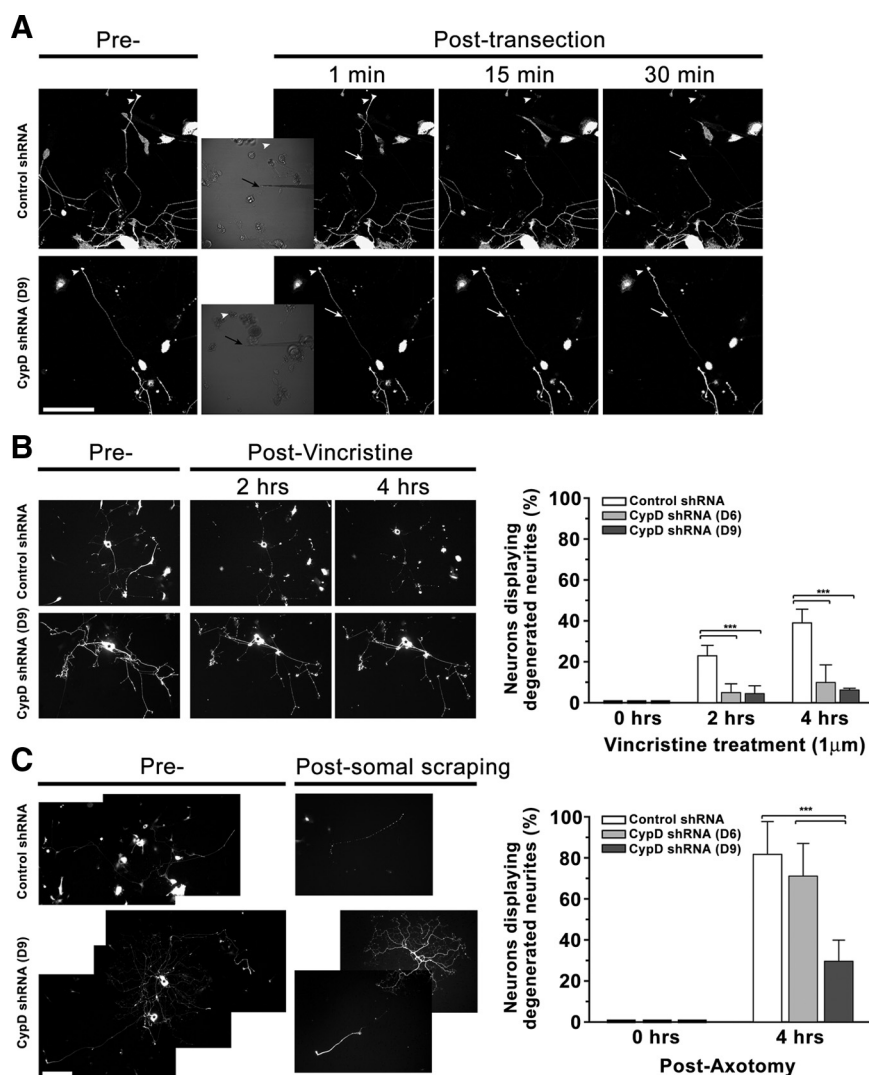 A
Pre-
Post-transection
1 min
15 min
30 min
Control shRNA
CypD shRNA (D9)
B
Pre-
Post-Vincristine
2 hrs
4 hrs
Control shRNA
CypD shRNA (D9)
Neurons displaying
degenerated neurites (%)
100
80
60
40
20
0
Control shRNA
CypD shRNA (D6)
CypD shRNA (D9)
***
***
0 hrs
2 hrs
4 hrs
Vincristine treatment (1μm)
C
Pre-
Post-somal scraping
Control shRNA
CypD shRNA (D9)
Neurons displaying
degenerated neurites (%)
100
80
60
40
20
0
Control shRNA
CypD shRNA (D6)
CypD shRNA (D9)
***
0 hrs
4 hrs
Post-Axotomy